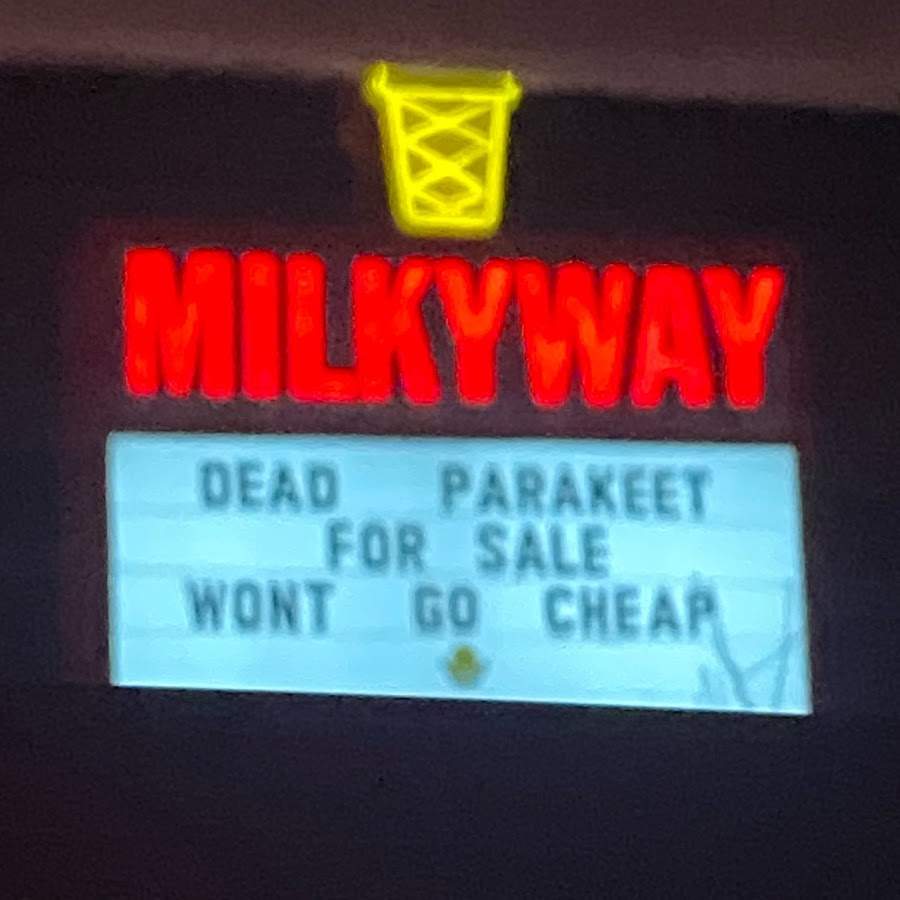 MILKYWAY
DEAD PARAKEET
FOR SALE
WONT GO CHEAP